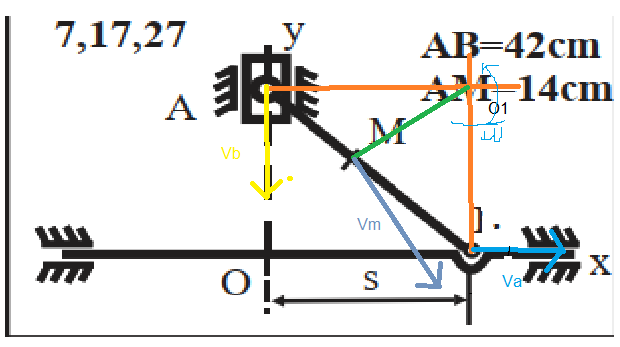 7,17,27
y
AB=42cm
AM=14cm
A
O1
M
Vb
Vm
].
O
s
Va
x